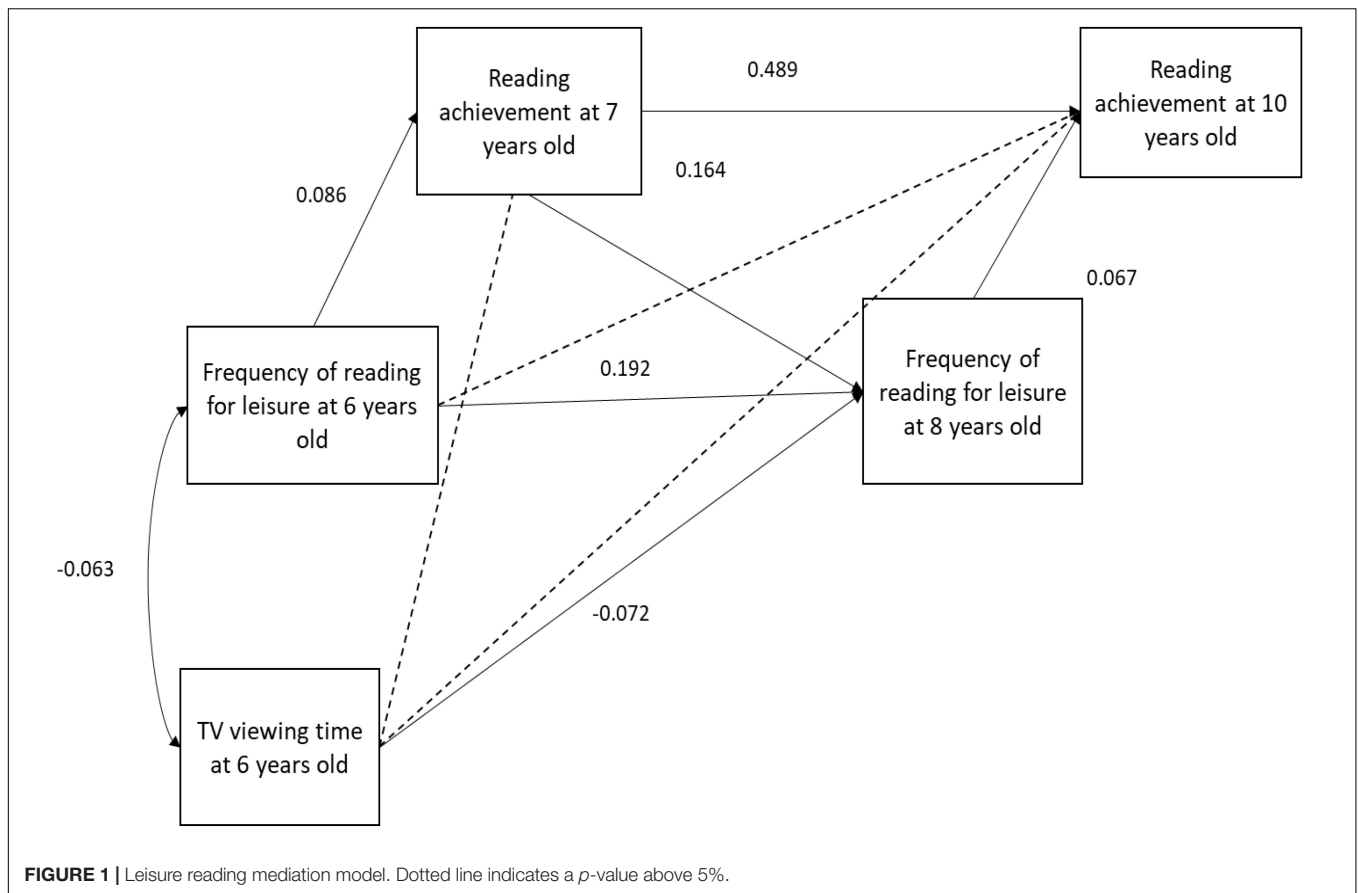 Reading
achievement at 7
years old
Reading
achievement at 10
years old
0.489
0.164
0.086
0.067
Frequency of reading
for leisure at 6 years
old
0.192
Frequency of
reading for leisure
at 8 years old
-0.063
-0.072
TV viewing time
at 6 years old
FIGURE 1 | Leisure reading mediation model. Dotted line indicates a p-value above 5%.